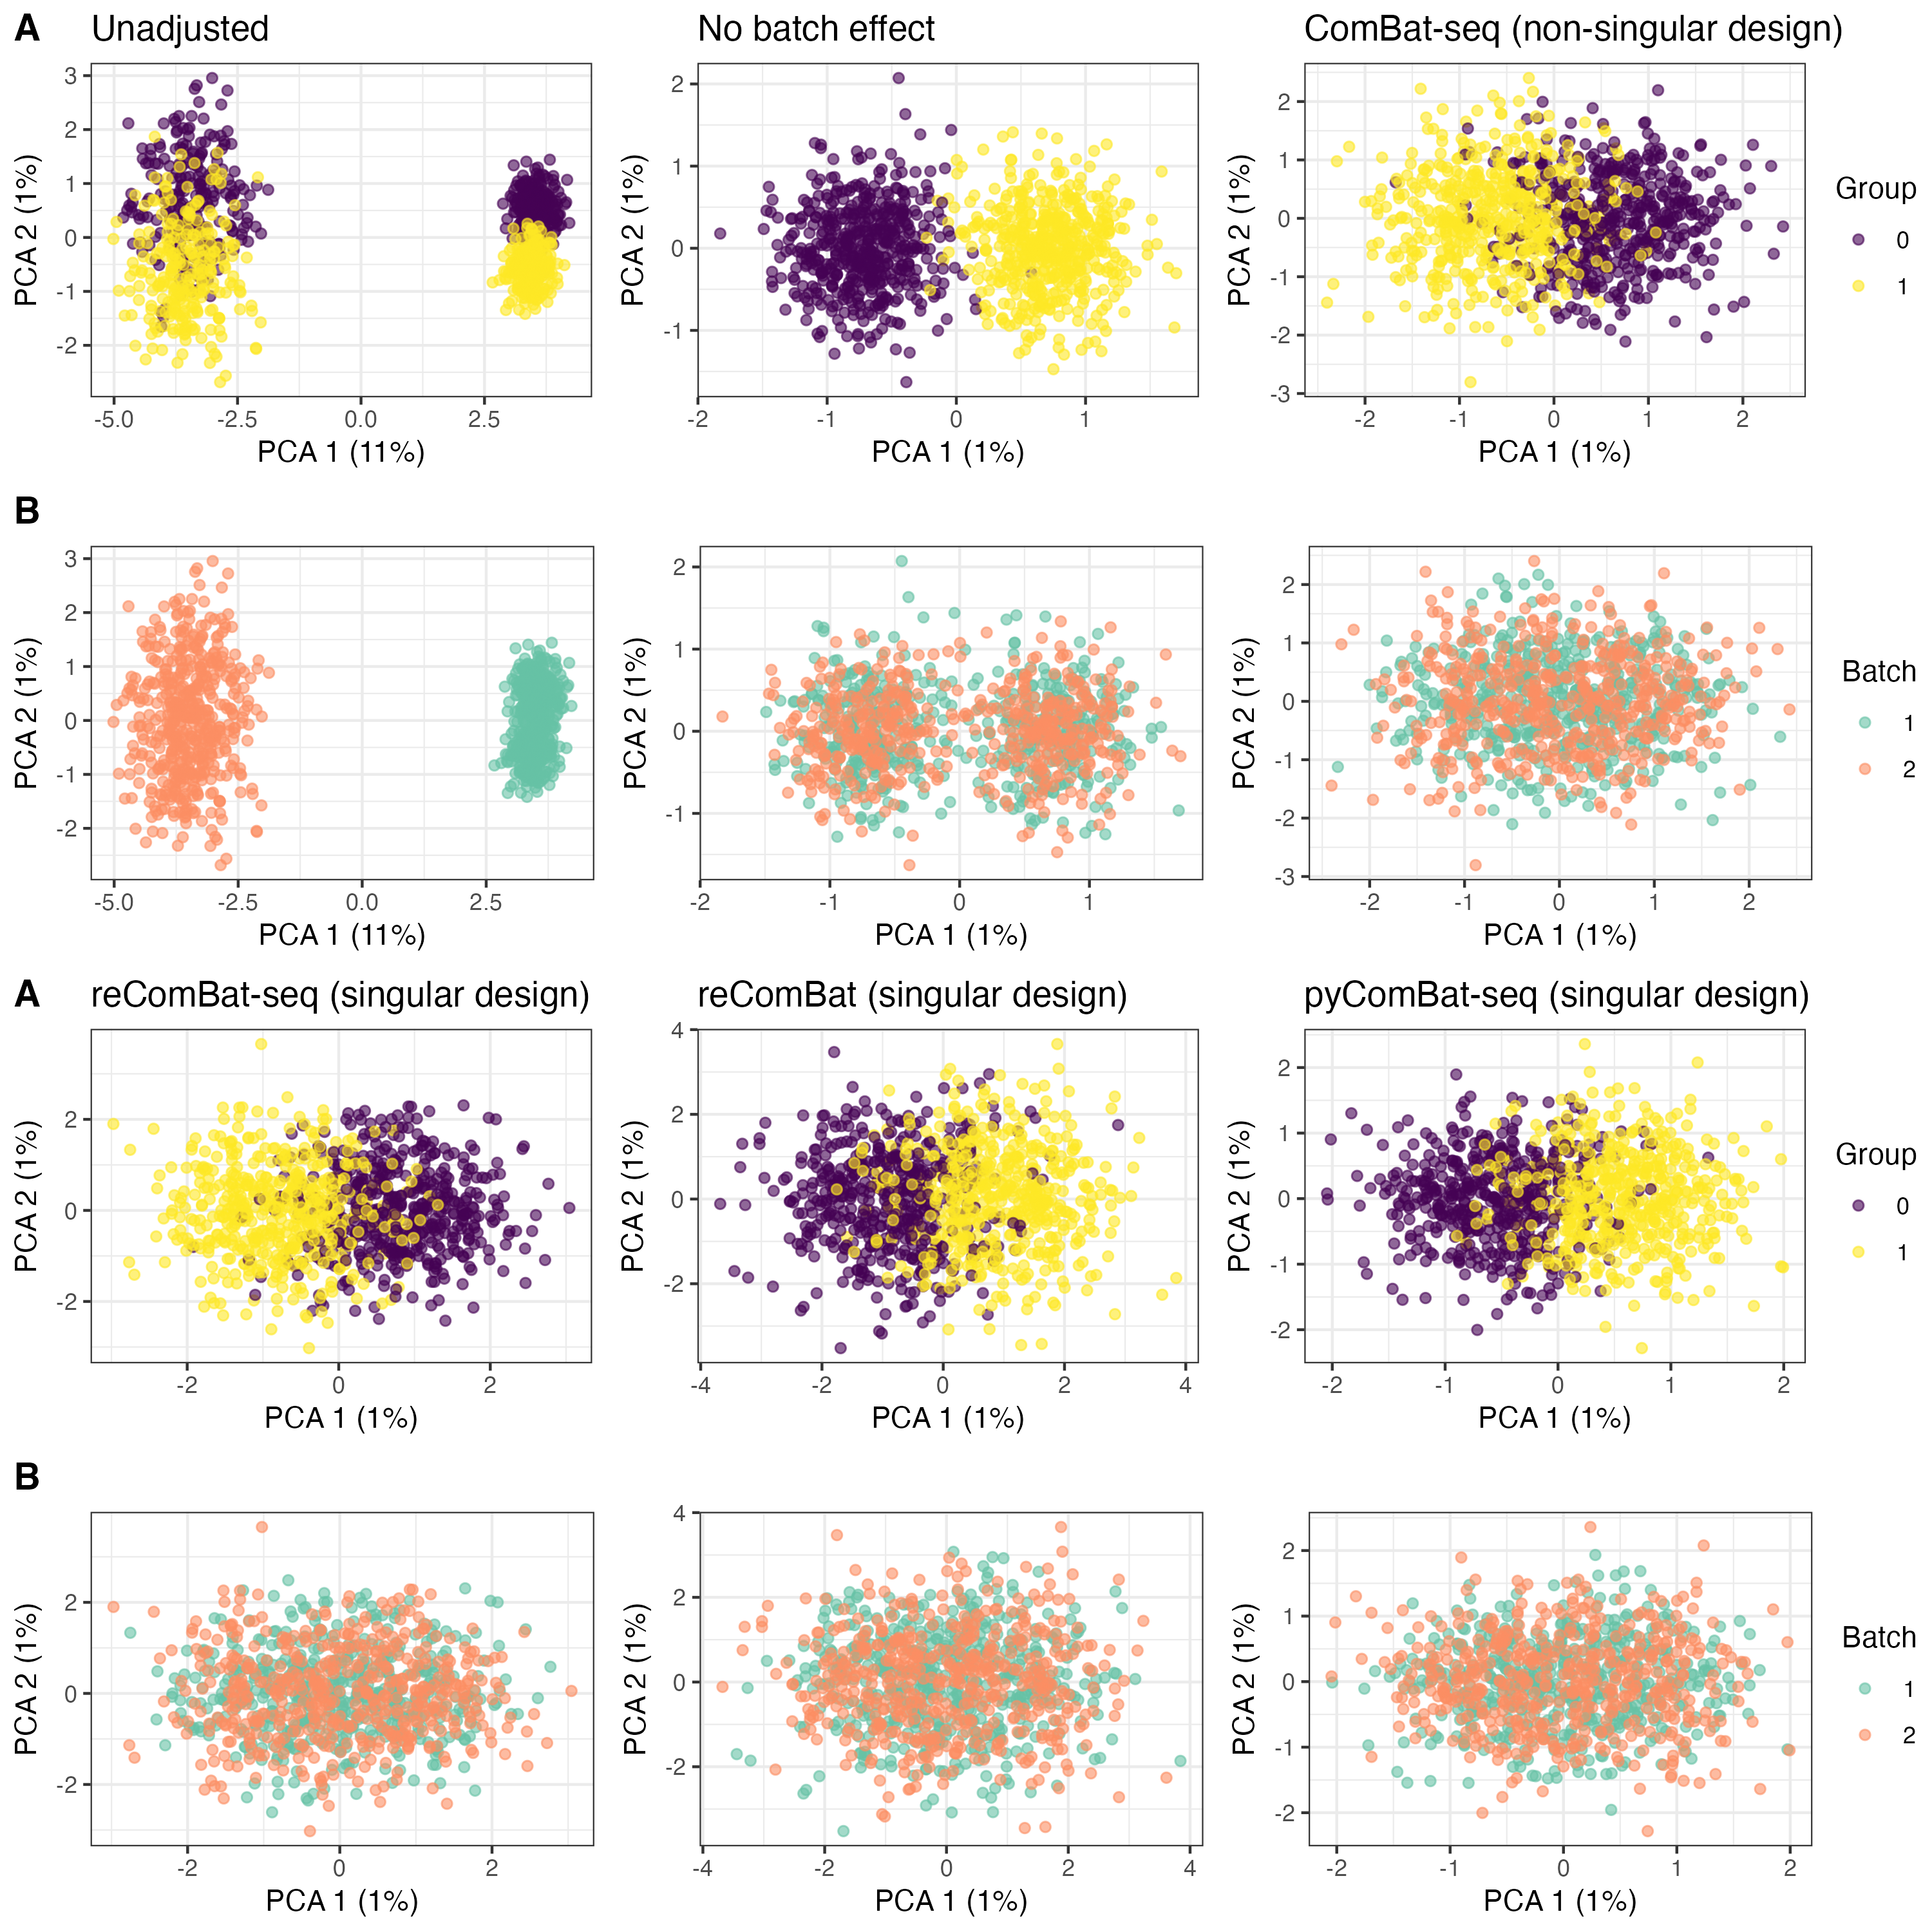 A Unadjusted No batch effect ComBat-seq (non-singular design)
3
2
1
0
-1
-2
PCA 2 (1%)
-5.0 -2.5 0.0 2.5
PCA 1 (11%)
2
1
0
-1
PCA 2 (1%)
-2 -1 0 1
PCA 1 (1%)
2
1
0
-1
-2
-3
PCA 2 (1%)
-2 -1 0 1 2
PCA 1 (1%)
Group
0
1
B
3
2
1
0
-1
-2
PCA 2 (1%)
-5.0 -2.5 0.0 2.5
PCA 1 (11%)
2
1
0
-1
PCA 2 (1%)
-2 -1 0 1
PCA 1 (1%)
2
1
0
-1
-2
-3
PCA 2 (1%)
-2 -1 0 1 2
PCA 1 (1%)
Batch
1
2
A reComBat-seq (singular design) reComBat (singular design) pyComBat-seq (singular design)
2
0
-2
PCA 2 (1%)
-2 0 2
PCA 1 (1%)
4
2
0
-2
PCA 2 (1%)
-4 -2 0 2 4
PCA 1 (1%)
2
1
0
-1
-2
PCA 2 (1%)
-2 -1 0 1 2
PCA 1 (1%)
Group
0
1
B
2
0
-2
PCA 2 (1%)
-2 0 2
PCA 1 (1%)
4
2
0
-2
PCA 2 (1%)
-4 -2 0 2 4
PCA 1 (1%)
2
1
0
-1
-2
PCA 2 (1%)
-2 -1 0 1 2
PCA 1 (1%)
Batch
1
2